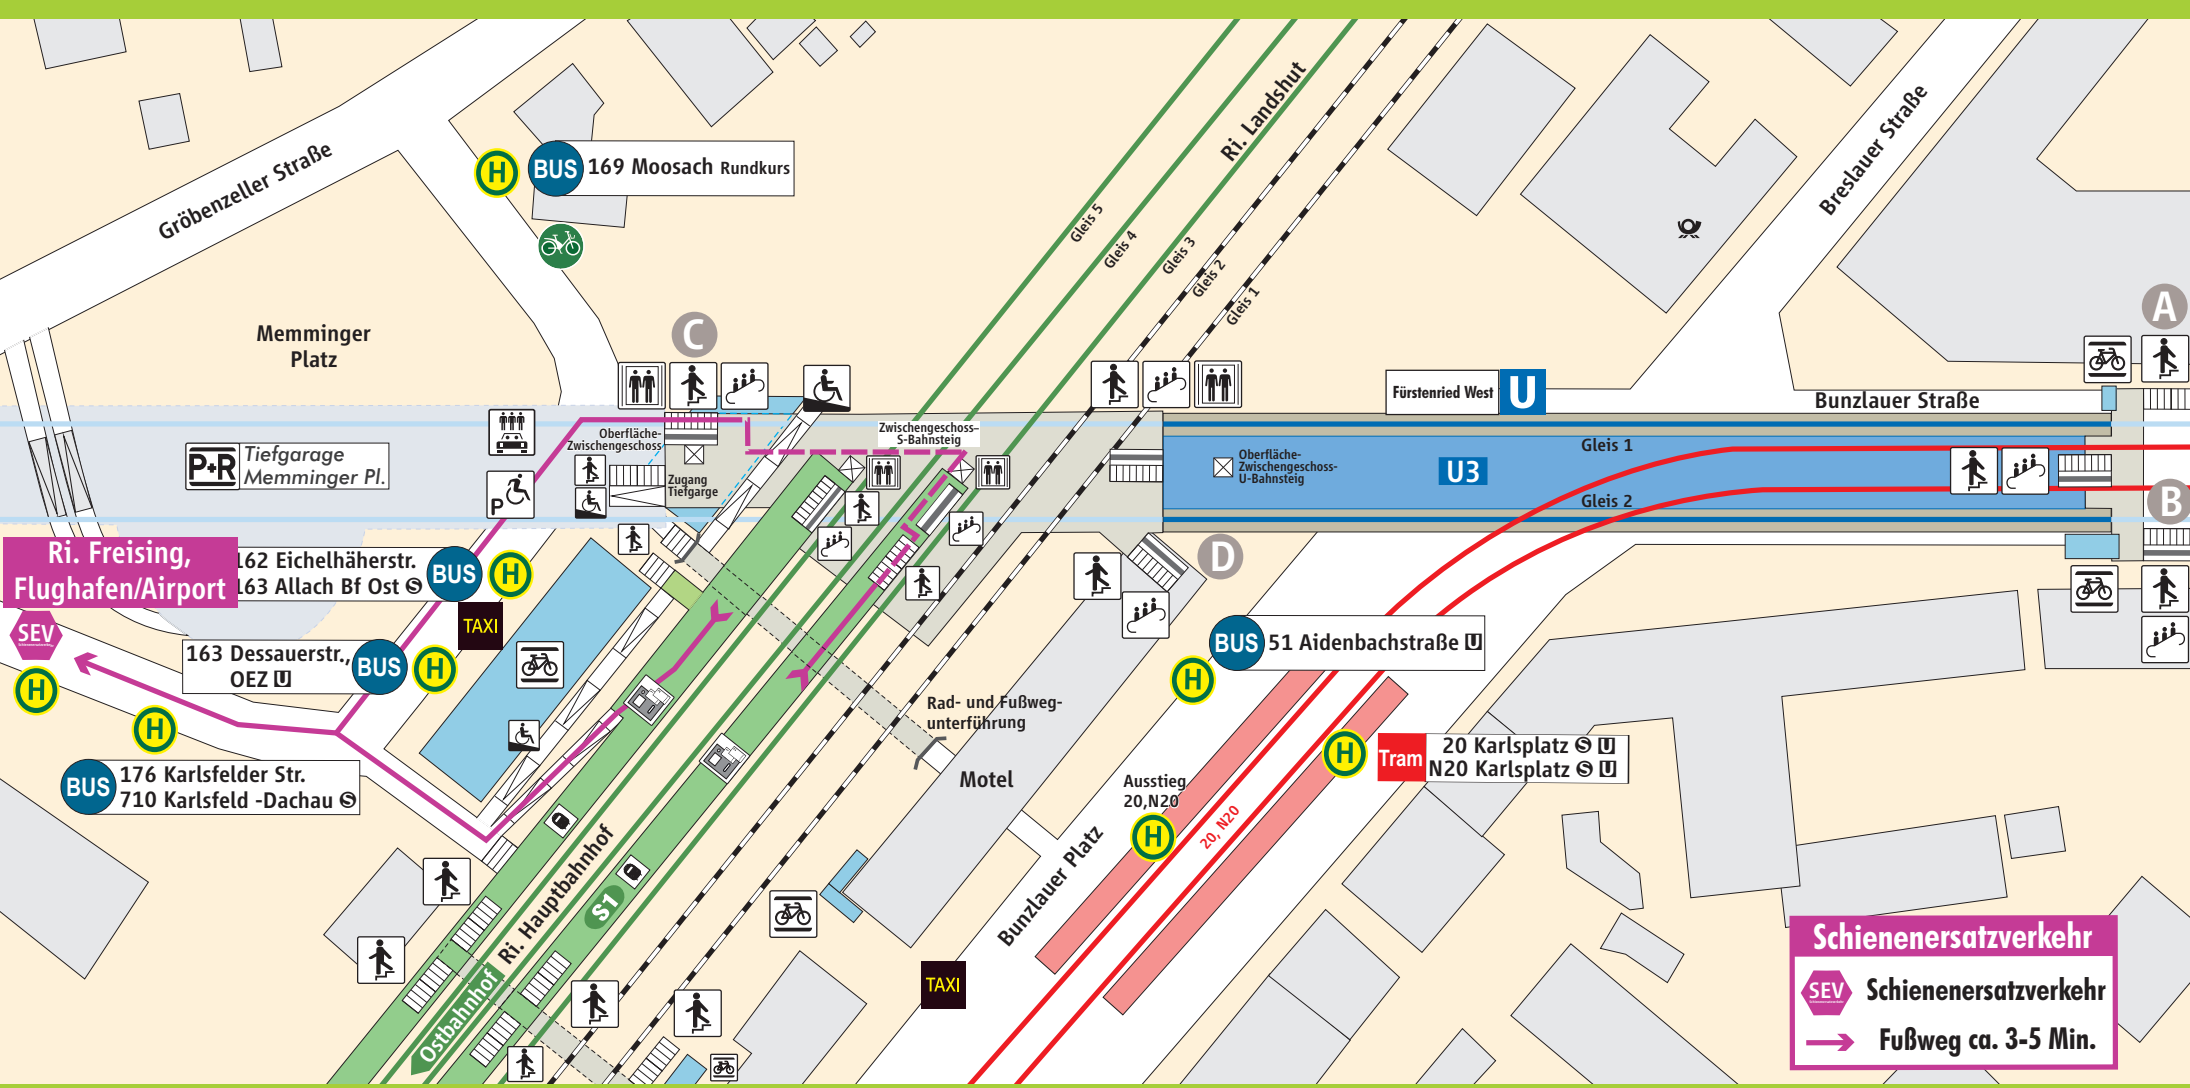 Gröbenzeller Straße
H
BUS
169 Moosach Rundkurs
Ri. Landshut
Gleis 5
Gleis 4
Gleis 3
Gleis 2
Gleis 1
Breslauer Straße
A
Memminger
Platz
C
Fürstenried West
U
Bunzlauer Straße
P+R
Tiefgarage
Memminger Pl.
Oberfläche-
Zwischengeschoss
Zugang
Tiefgarge
Zwischengeschoss–
S-Bahnsteig
Oberfläche-
Zwischengeschoss-
U-Bahnsteig
U3
Gleis 1
Gleis 2
B
P
Ri. Freising,
Flughafen/Airport
162 Eichelhäherstr.
163 Allach Bf Ost S
BUS
H
TAXI
D
SEV
H
163 Dessauerstr.,
OEZ U
BUS
H
BUS
51 Aidenbachstraße U
H
H
BUS
176 Karlsfelder Str.
710 Karlsfeld -Dachau S
Rad- und Fußweg-
unterführung
Motel
Ausstieg
20,N20
H
20, N20
H
Tram
20 Karlsplatz S U
N20 Karlsplatz S U
Bunzlauer Platz
Ri. Hauptbahnhof
S1
Ostbahnhof
TAXI
Schienenersatzverkehr
SEV
Schienenersatzverkehr
Fußweg ca. 3-5 Min.